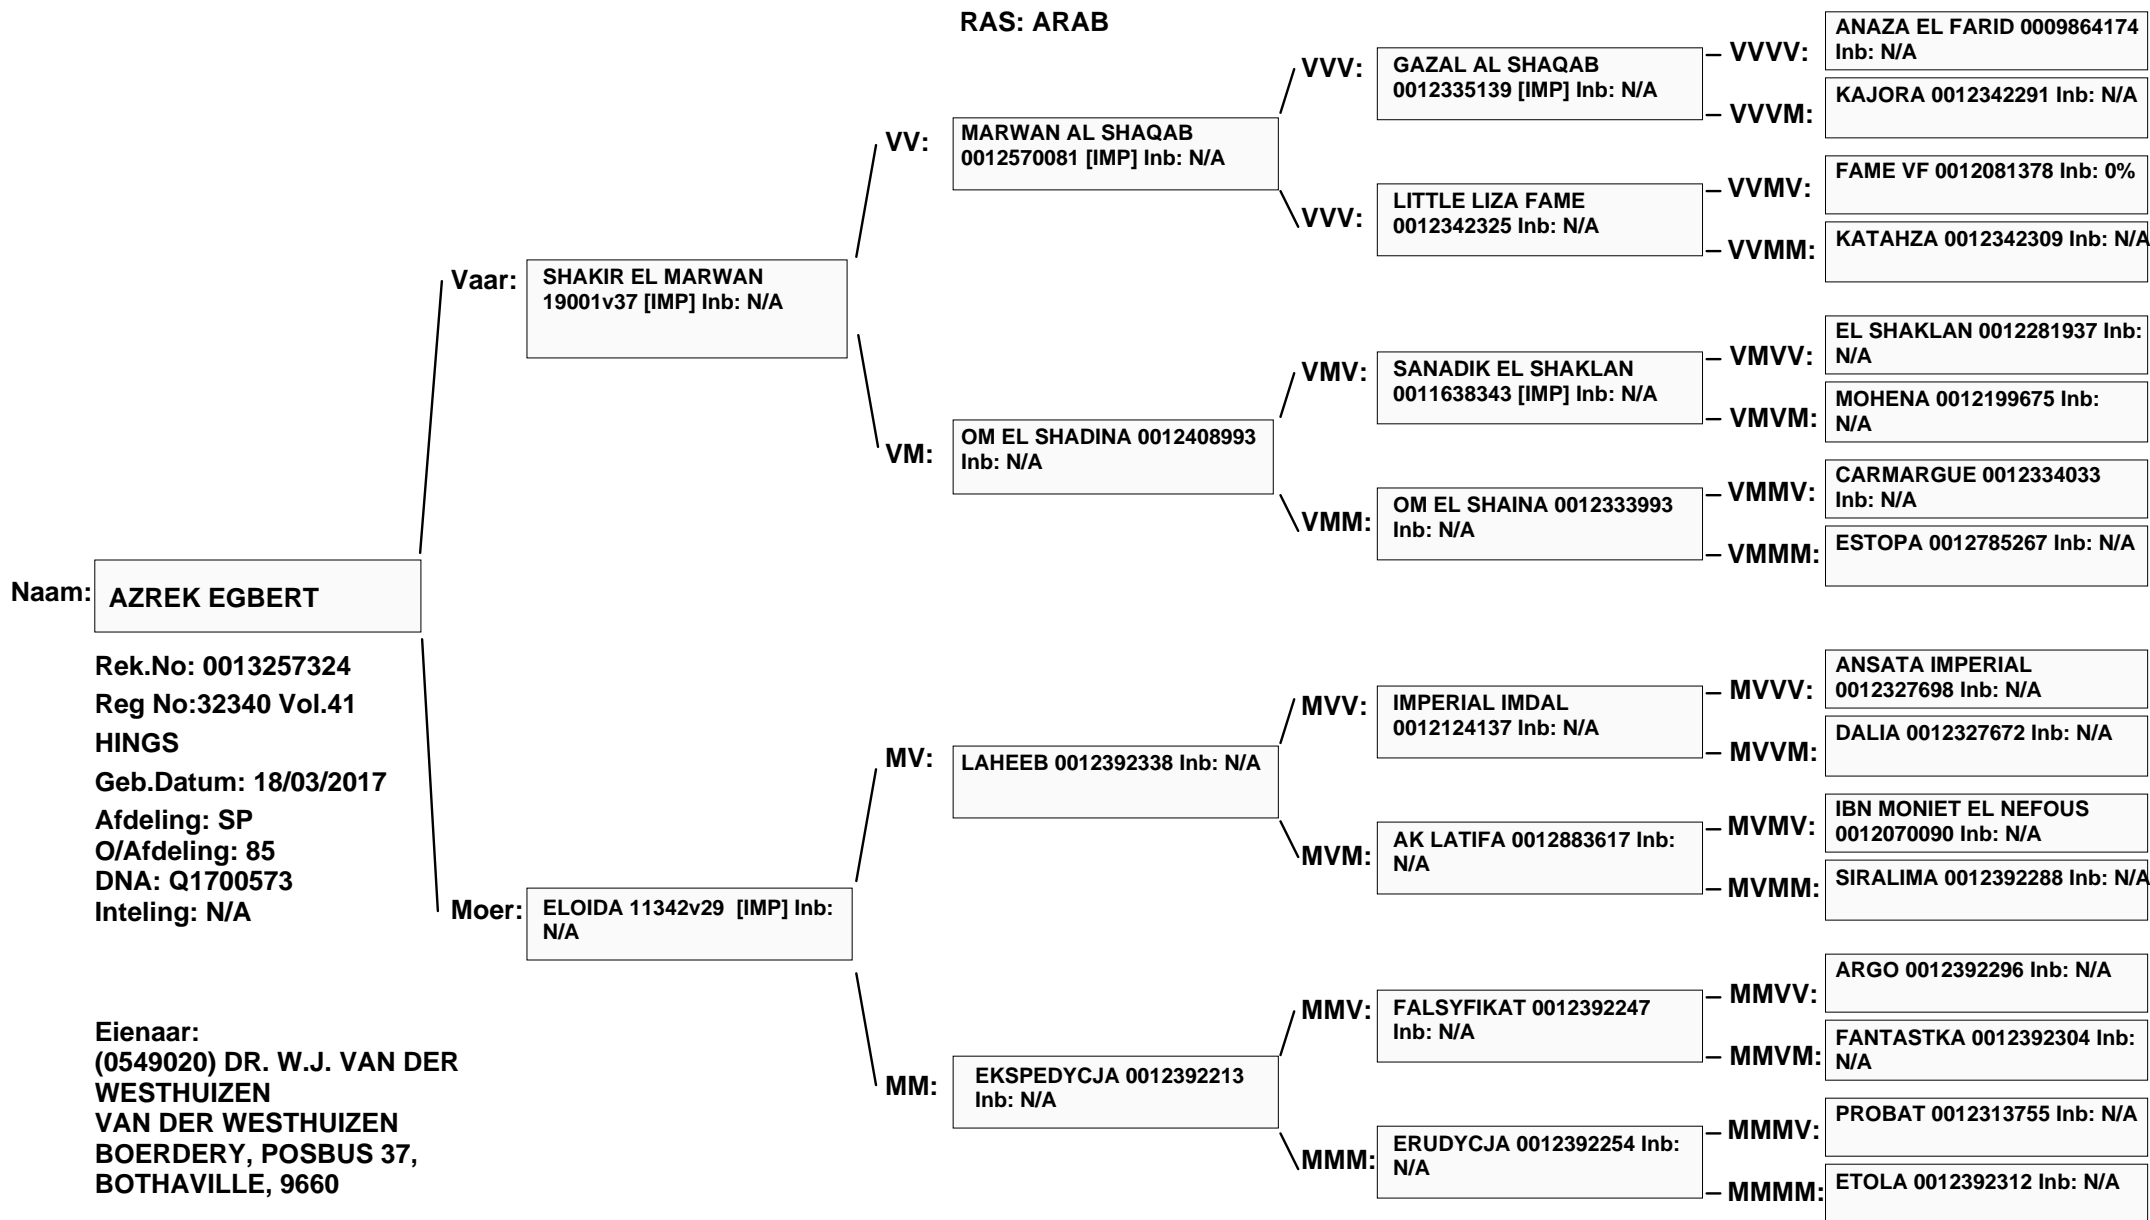 RAS: ARAB
Naam:
AZREK EGBERT
Rek.No: 0013257324
Reg No:32340 Vol.41
HINGS
Geb.Datum: 18/03/2017
Afdeling: SP
O/Afdeling: 85
DNA: Q1700573
Inteling: N/A
Eienaar:
(0549020) DR. W.J. VAN DER
WESTHUIZEN
VAN DER WESTHUIZEN
BOERDERY, POSBUS 37,
BOTHAVILLE, 9660
Vaar:
SHAKIR EL MARWAN
19001v37 [IMP] Inb: N/A
Moer:
ELOIDA 11342v29  [IMP] Inb:
N/A
VV:
MARWAN AL SHAQAB
0012570081 [IMP] Inb: N/A
VM:
OM EL SHADINA 0012408993
Inb: N/A
MV:
LAHEEB 0012392338 Inb: N/A
MM:
EKSPEDYCJA 0012392213
Inb: N/A
VVV:
GAZAL AL SHAQAB
0012335139 [IMP] Inb: N/A
VVV:
LITTLE LIZA FAME
0012342325 Inb: N/A
VMV:
SANADIK EL SHAKLAN
0011638343 [IMP] Inb: N/A
VMM:
OM EL SHAINA 0012333993
Inb: N/A
MVV:
IMPERIAL IMDAL
0012124137 Inb: N/A
MVM:
AK LATIFA 0012883617 Inb:
N/A
MMV:
FALSYFIKAT 0012392247
Inb: N/A
MMM:
ERUDYCJA 0012392254 Inb:
N/A
VVVV:
ANAZA EL FARID 0009864174
Inb: N/A
VVVM:
KAJORA 0012342291 Inb: N/A
VVMV:
FAME VF 0012081378 Inb: 0%
VVMM:
KATAHZA 0012342309 Inb: N/A
VMVV:
EL SHAKLAN 0012281937 Inb:
N/A
VMVM:
MOHENA 0012199675 Inb:
N/A
VMMV:
CARMARGUE 0012334033
Inb: N/A
VMMM:
ESTOPA 0012785267 Inb: N/A
MVVV:
ANSATA IMPERIAL
0012327698 Inb: N/A
MVVM:
DALIA 0012327672 Inb: N/A
MVMV:
IBN MONIET EL NEFOUS
0012070090 Inb: N/A
MVMM:
SIRALIMA 0012392288 Inb: N/A
MMVV:
ARGO 0012392296 Inb: N/A
MMVM:
FANTASTKA 0012392304 Inb:
N/A
MMMV:
PROBAT 0012313755 Inb: N/A
MMMM:
ETOLA 0012392312 Inb: N/A